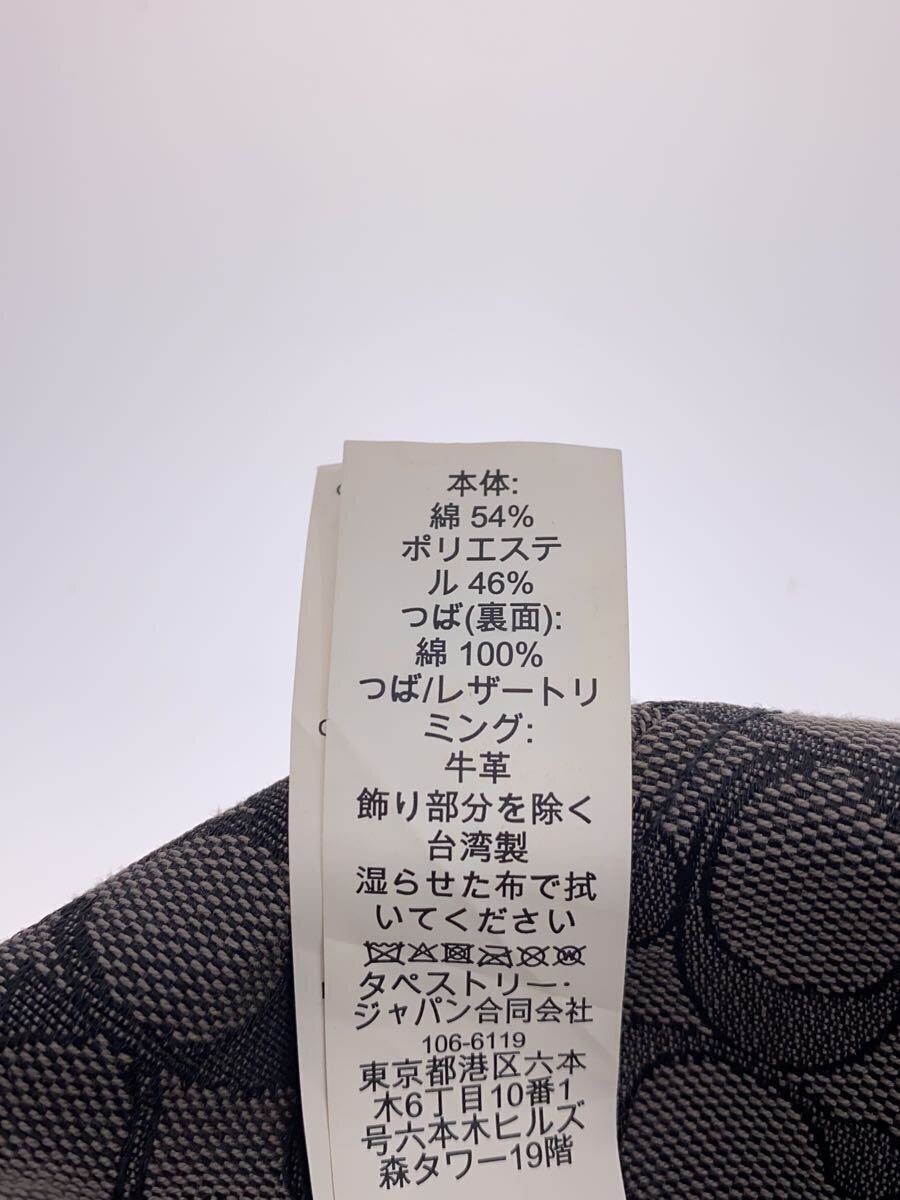 本体:
綿 54%
ポリエステ
ル 46%
つば(裏面):
綿 100%
つば/レザートリ
ミング:
牛革
飾り部分を除く
台湾製
湿らせた布で拭
いてください
タペストリー・
ジャパン合同会社
106-6119
東京都港区六本
木6丁目10番1
号六本木ヒルズ
森タワー19階